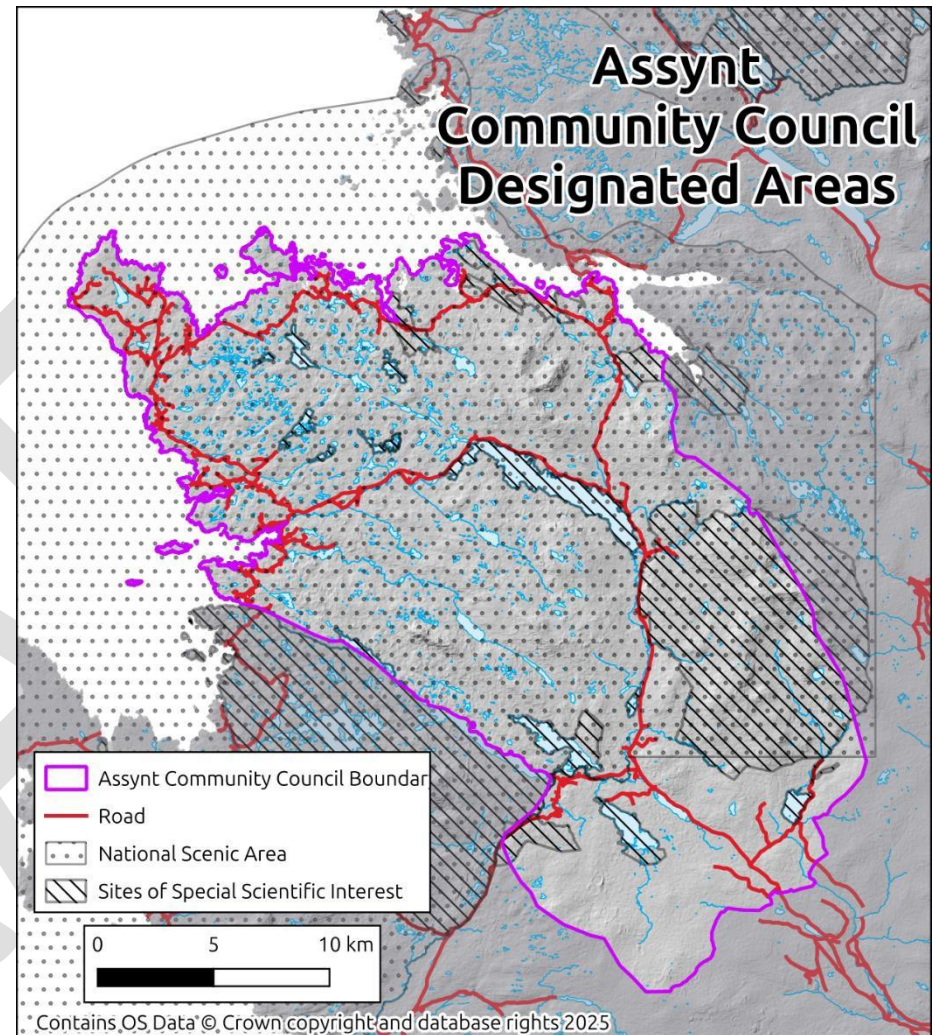 Assynt
Community Council
Designated Areas
Assynt Community Council Boundar
Road
National Scenic Area
Sites of Special Scientific Interest
0 5 10 km
Contains OS Data © Crown copyright and database rights 2025